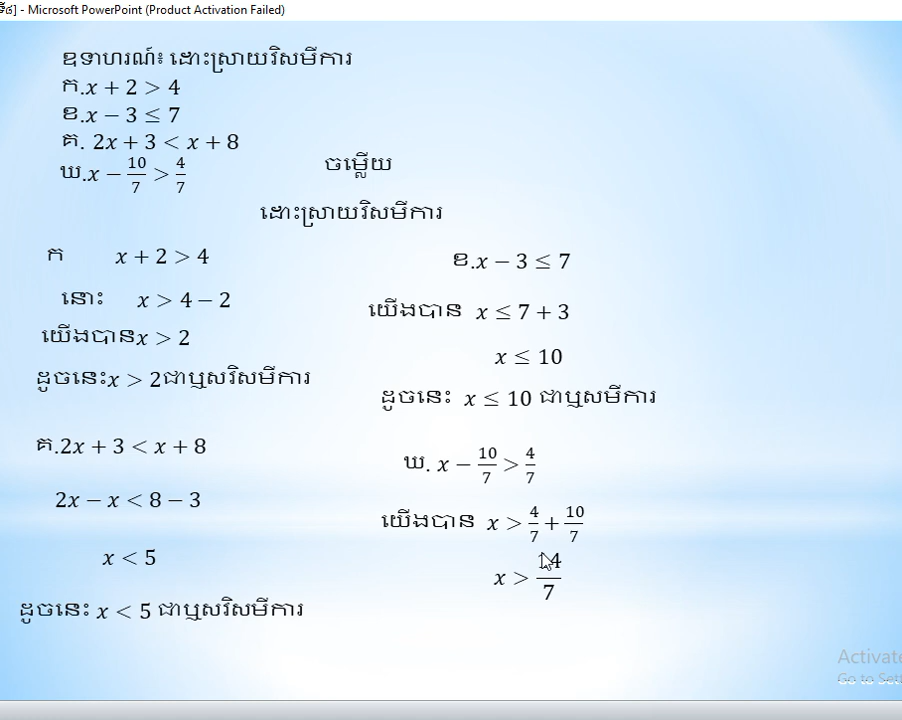 ទី៨] - Microsoft PowerPoint (Product Activation Failed)
ឧទាហរណ៍៖ ដោះស្រាយវិសមីការ
ក.x + 2 > 4
ខ.x − 3 ≤ 7
គ. 2x + 3 < x + 8
ឃ.x − 10/7 > 4/7
ចម្លើយ
ដោះស្រាយវិសមីការ
ក x + 2 > 4
នោះ x > 4 − 2
យើងបានx > 2
ដូចនេះx > 2ជាឬសវិសមីការ
ខ.x − 3 ≤ 7
យើងបាន x ≤ 7 + 3
x ≤ 10
ដូចនេះ x ≤ 10 ជាឬសមីការ
គ.2x + 3 < x + 8
2x − x < 8 − 3
x < 5
ដូចនេះ x < 5 ជាឬសវិសមីការ
ឃ. x − 10/7 > 4/7
យើងបាន x > 4/7 + 10/7
x > 14/7
Activate
Go to Set